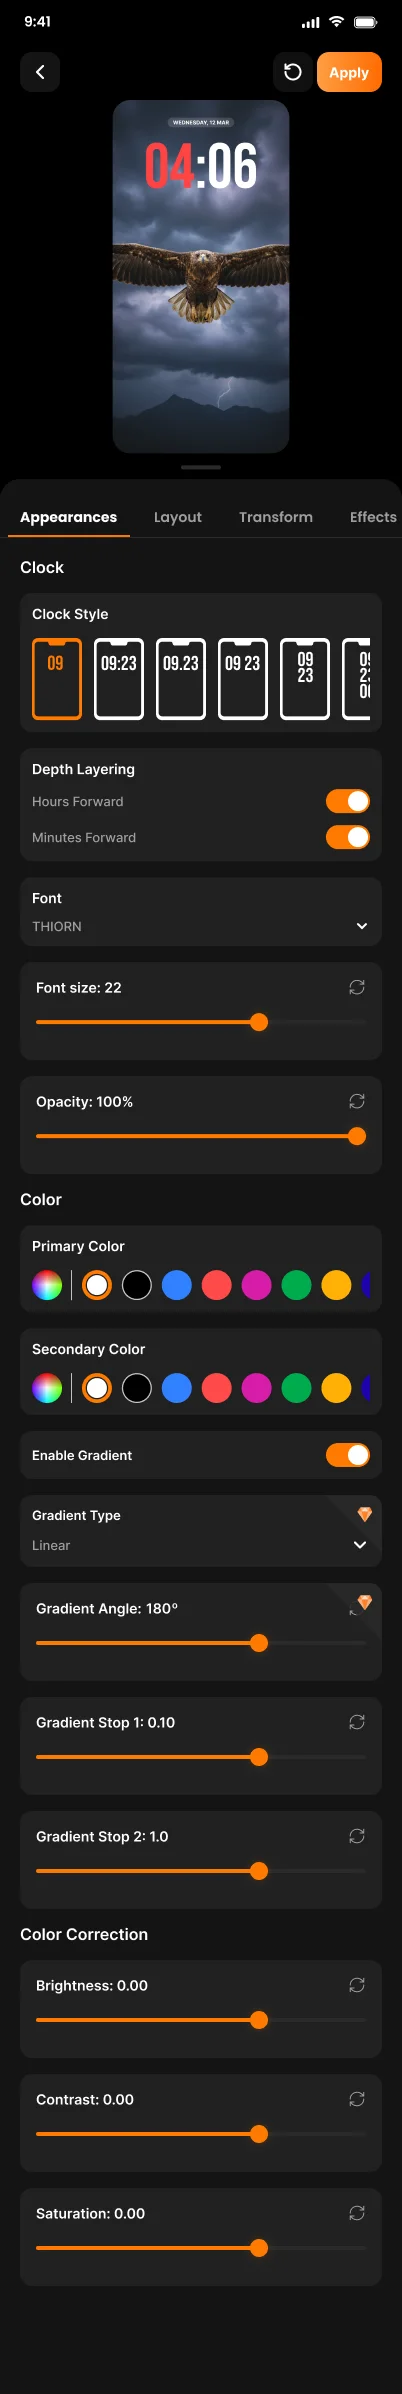 9:41
Apply
WEDNESDAY, 12 MAR
04:06
Appearances Layout Transform Effects
Clock
Clock Style
09 09:23 09.23 09 23 09
23
Depth Layering
Hours Forward
Minutes Forward
Font
THIORN
Font size: 22
Opacity: 100%
Color
Primary Color
Secondary Color
Enable Gradient
Gradient Type
Linear
Gradient Angle: 180º
Gradient Stop 1: 0.10
Gradient Stop 2: 1.0
Color Correction
Brightness: 0.00
Contrast: 0.00
Saturation: 0.00